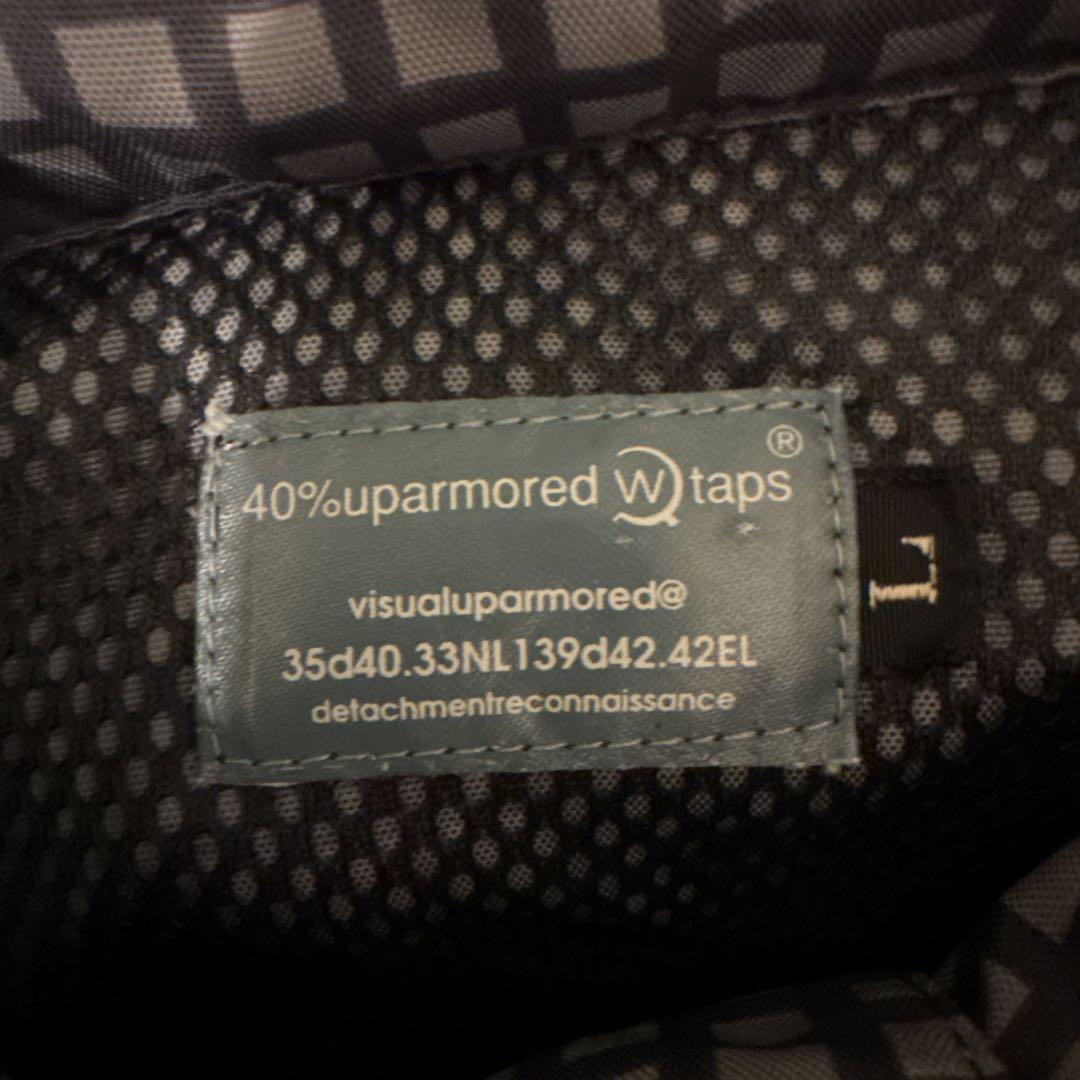 40%uparmored Wtaps®
visualuparmored@
35d40.33NL139d42.42EL
detachmentreconnaissance
L